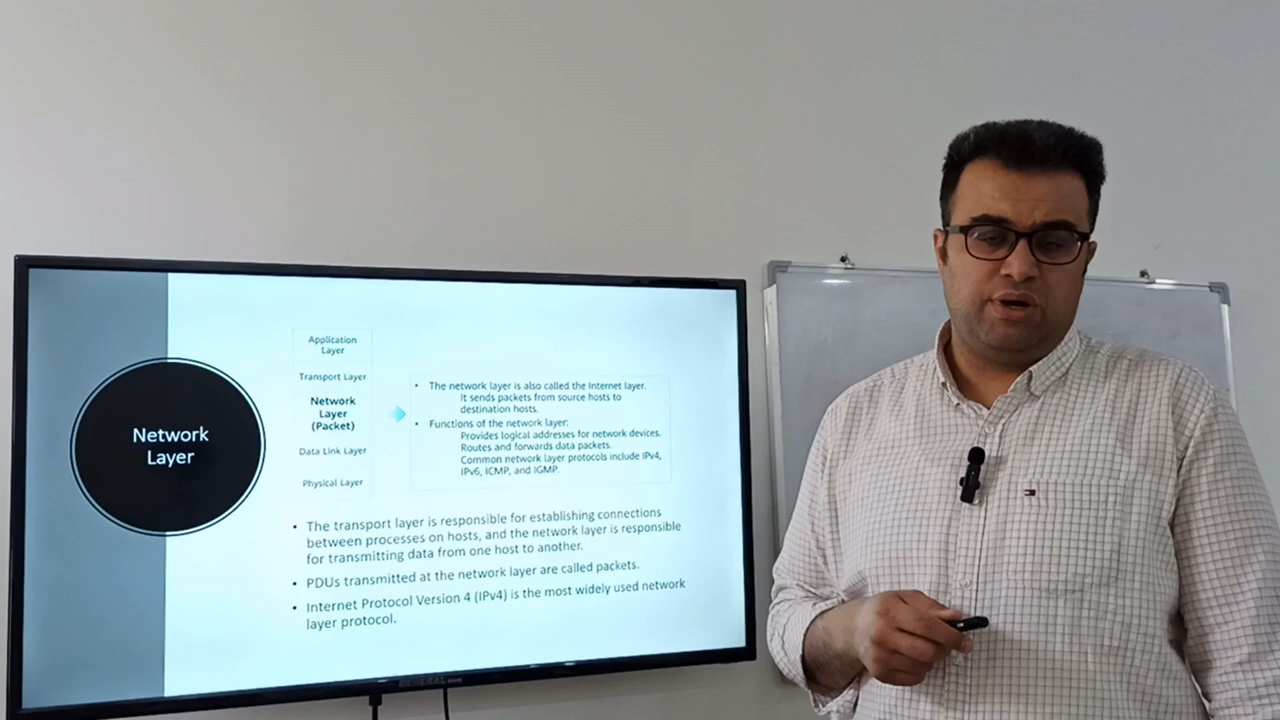 Network
Layer
Application
Layer
Transport Layer
Network
Layer
(Packet)
Data Link Layer
Physical Layer
• The network layer is also called the Internet layer.
It sends packets from source hosts to
destination hosts.
• Functions of the network layer:
Provides logical addresses for network devices.
Routes and forwards data packets.
Common network layer protocols include IPv4,
IPv6, ICMP, and IGMP.
• The transport layer is responsible for establishing connections
between processes on hosts, and the network layer is responsible
for transmitting data from one host to another.
• PDUs transmitted at the network layer are called packets.
• Internet Protocol Version 4 (IPv4) is the most widely used network
layer protocol.